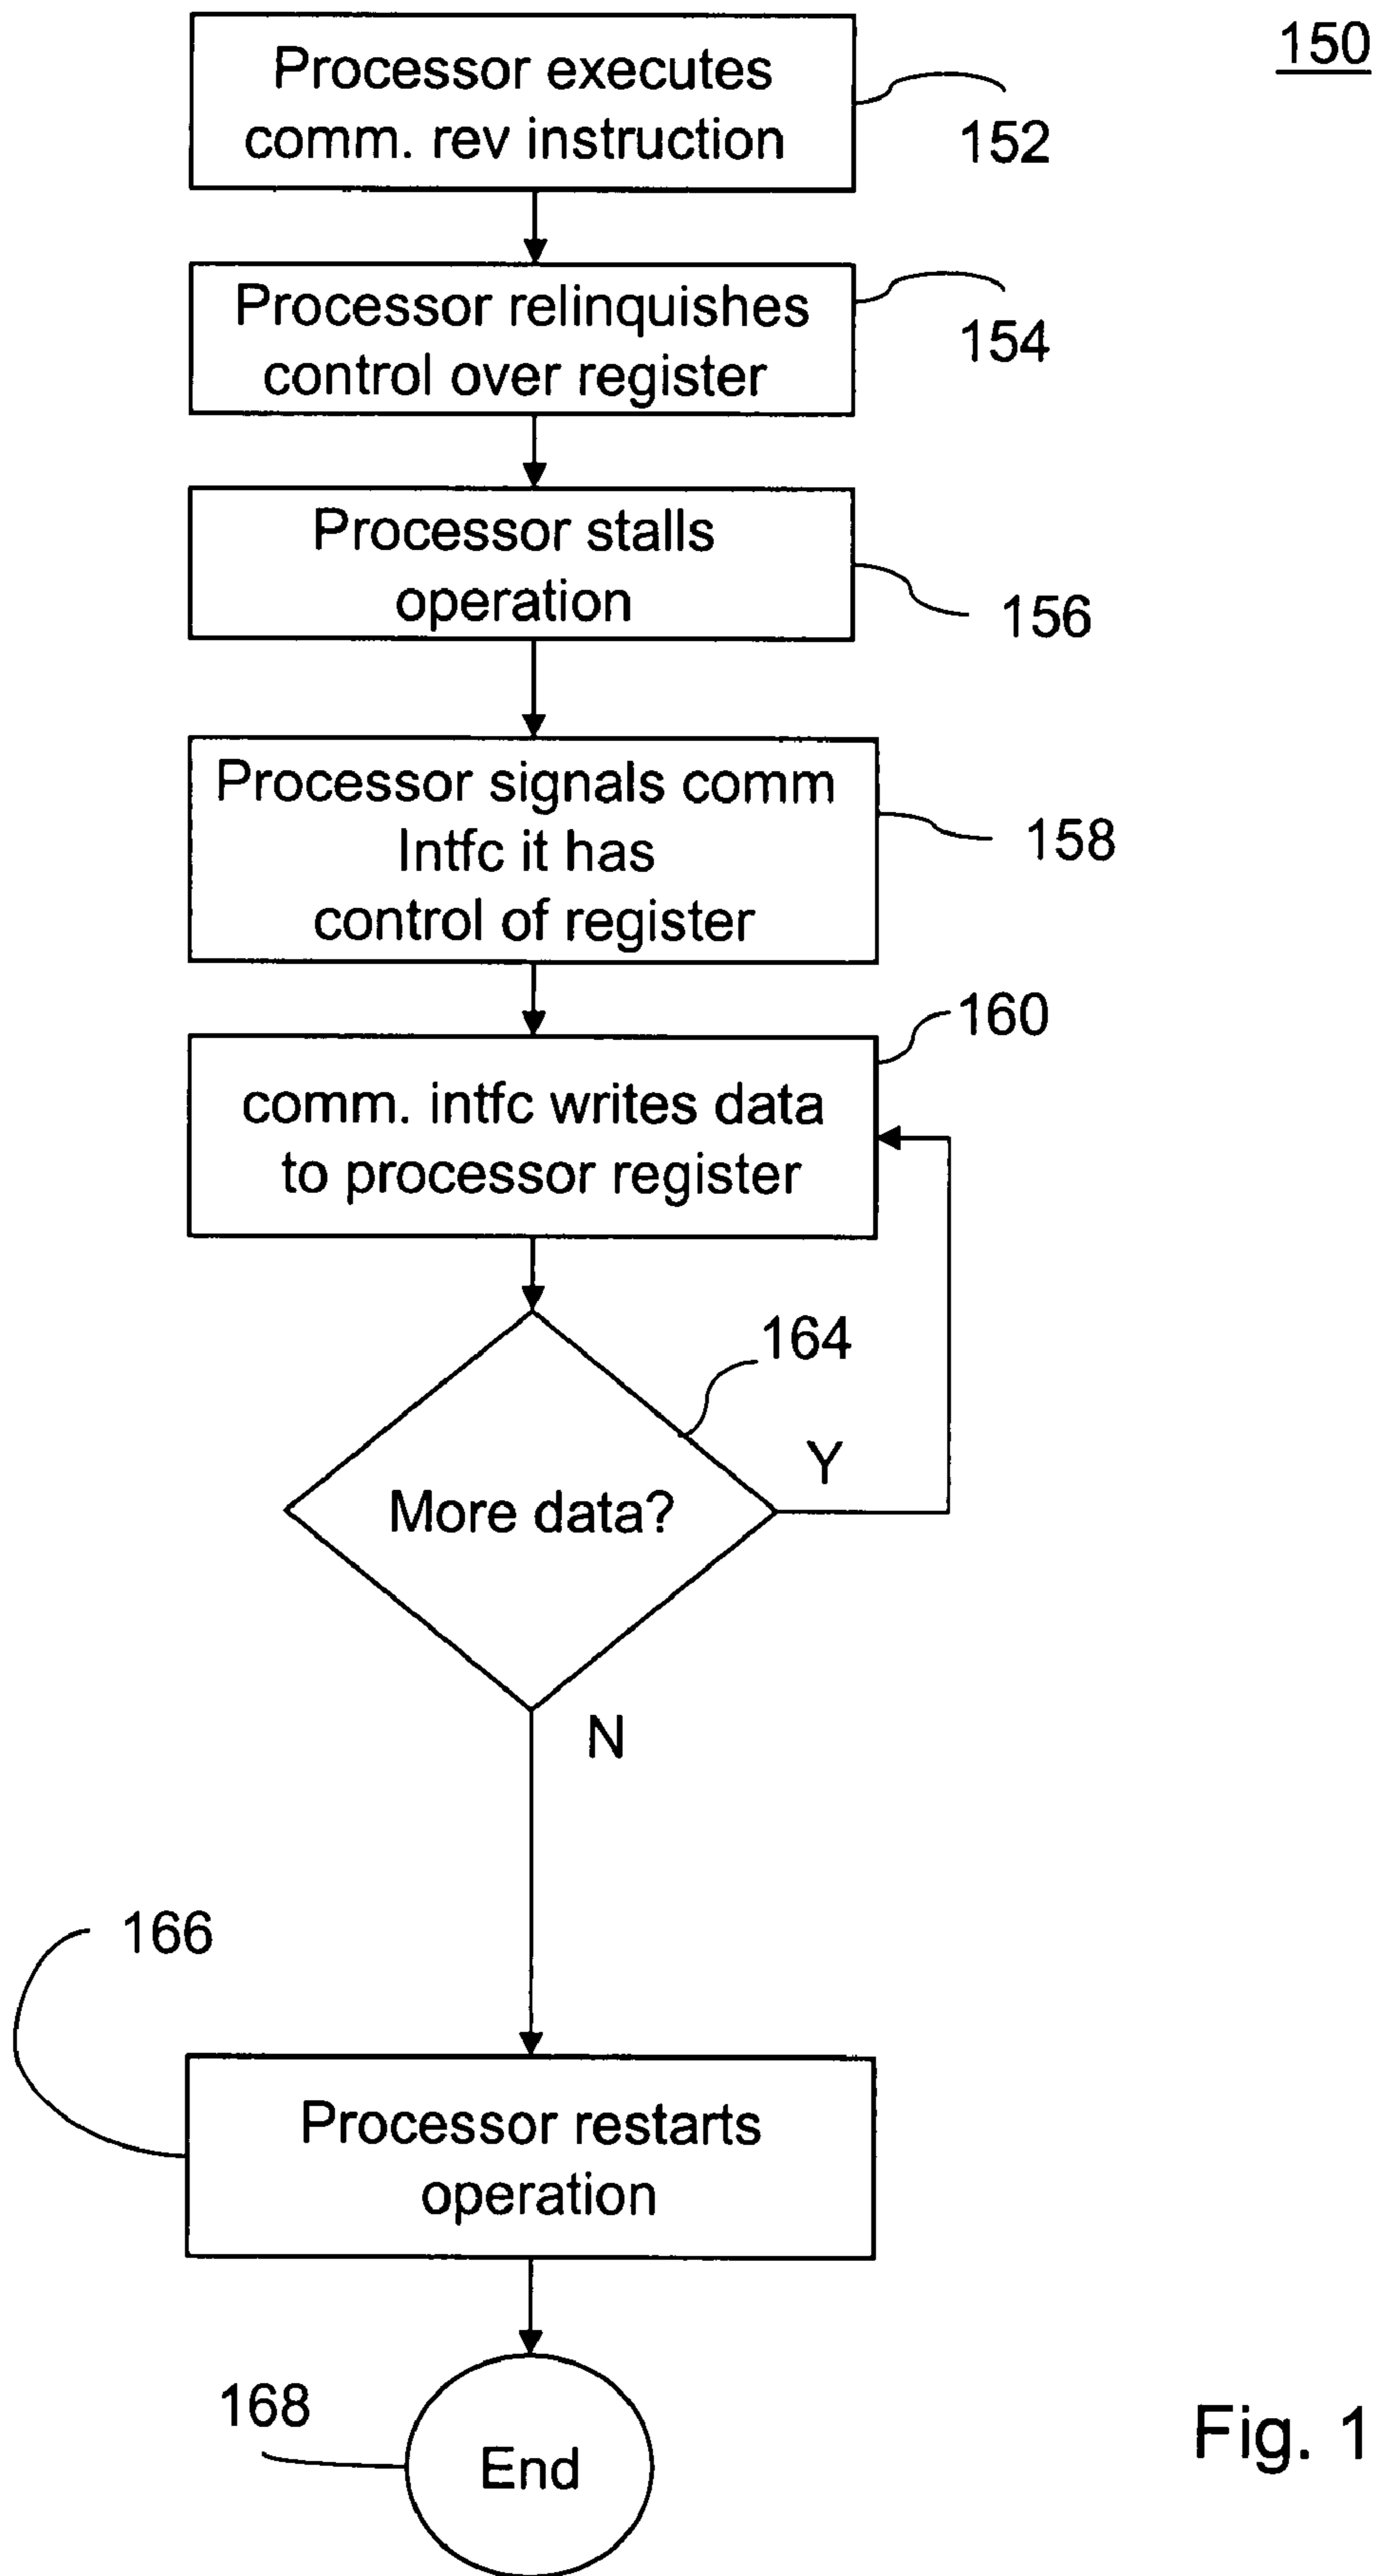 150
Processor executes
comm. rev instruction
152
Processor relinquishes
control over register
154
Processor stalls
operation
156
Processor signals comm
Intfc it has
control of register
158
160
comm. intfc writes data
to processor register
164
Y
More data?
N
166
Processor restarts
operation
168
End
Fig. 1